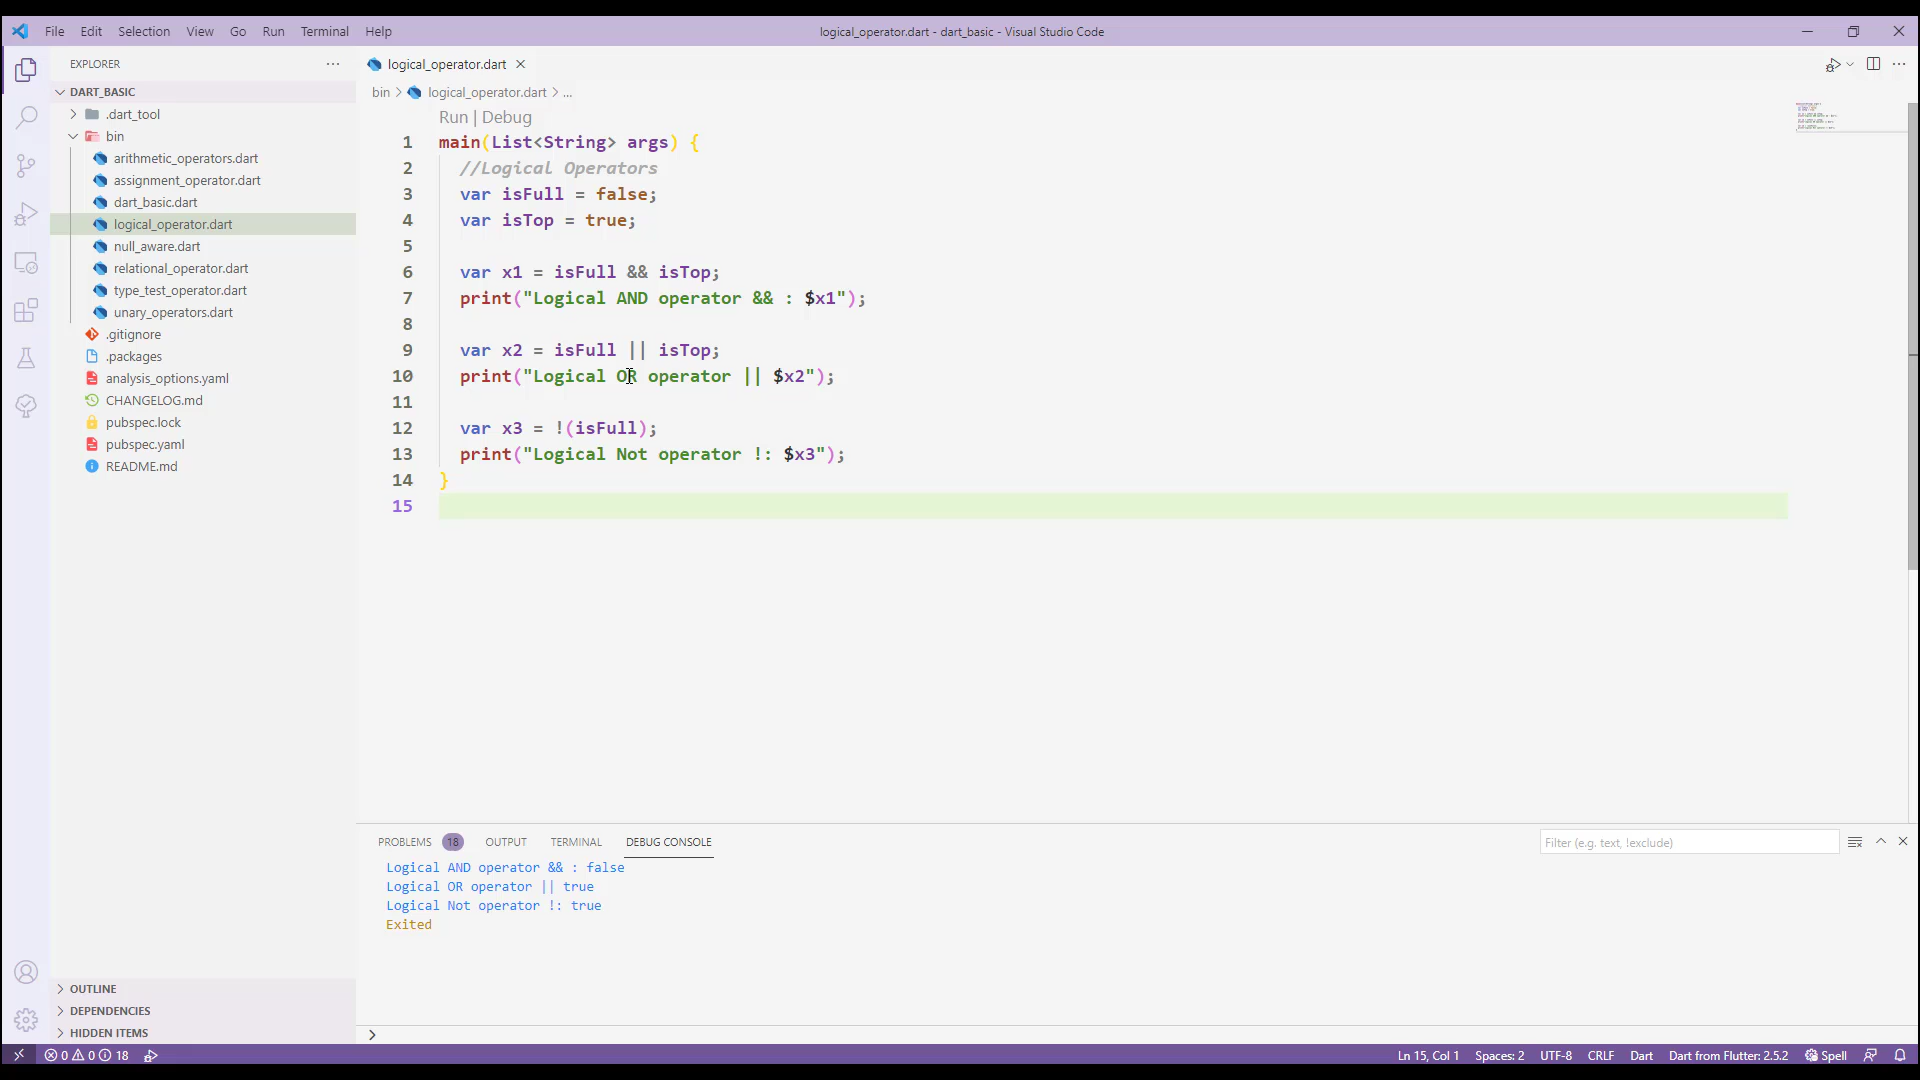 File Edit Selection View Go Run Terminal Help
logical_operator.dart - dart_basic - Visual Studio Code
EXPLORER
DART_BASIC
.dart_tool
bin
arithmetic_operators.dart
assignment_operator.dart
dart_basic.dart
logical_operator.dart
null_aware.dart
relational_operator.dart
type_test_operator.dart
unary_operators.dart
.gitignore
.packages
analysis_options.yaml
CHANGELOG.md
pubspec.lock
pubspec.yaml
README.md
OUTLINE
DEPENDENCIES
HIDDEN ITEMS
logical_operator.dart
bin > logical_operator.dart > ...
Run | Debug
1 main(List<String> args) {
2 //Logical Operators
3 var isFull = false;
4 var isTop = true;
5
6 var x1 = isFull && isTop;
7 print("Logical AND operator && : $x1");
8
9 var x2 = isFull || isTop;
10 print("Logical OR operator || $x2");
11
12 var x3 = !(isFull);
13 print("Logical Not operator !: $x3");
14 }
15
PROBLEMS 18 OUTPUT TERMINAL DEBUG CONSOLE
Filter (e.g. text, !exclude)
Logical AND operator && : false
Logical OR operator || true
Logical Not operator !: true
Exited
0 0 18
Ln 15, Col 1 Spaces: 2 UTF-8 CRLF Dart Dart from Flutter: 2.5.2 Spell